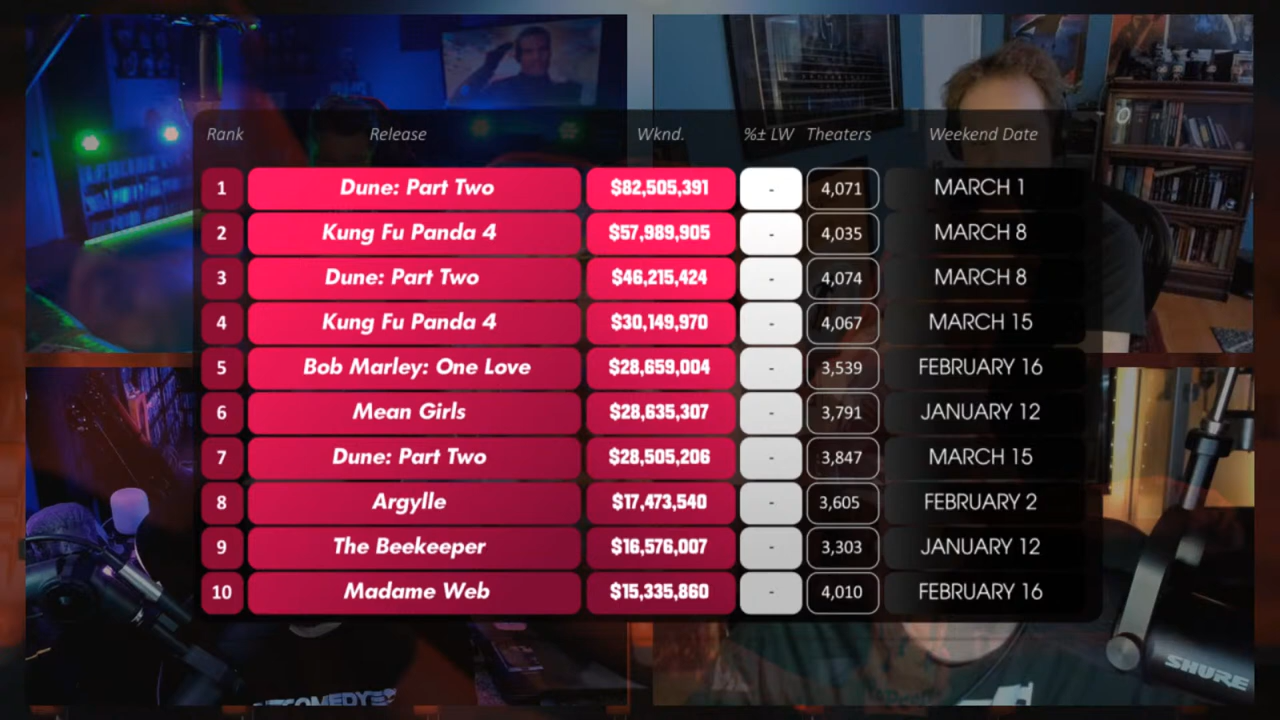 Rank Release Wknd. %± LW Theaters Weekend Date
1 Dune: Part Two $82,505,391 - 4,071 MARCH 1
2 Kung Fu Panda 4 $57,989,905 - 4,035 MARCH 8
3 Dune: Part Two $46,215,424 - 4,074 MARCH 8
4 Kung Fu Panda 4 $30,149,970 - 4,067 MARCH 15
5 Bob Marley: One Love $28,659,004 - 3,539 FEBRUARY 16
6 Mean Girls $28,635,307 - 3,791 JANUARY 12
7 Dune: Part Two $28,505,206 - 3,847 MARCH 15
8 Argylle $17,473,540 - 3,605 FEBRUARY 2
9 The Beekeeper $16,576,007 - 3,303 JANUARY 12
10 Madame Web $15,335,860 - 4,010 FEBRUARY 16
SHURE